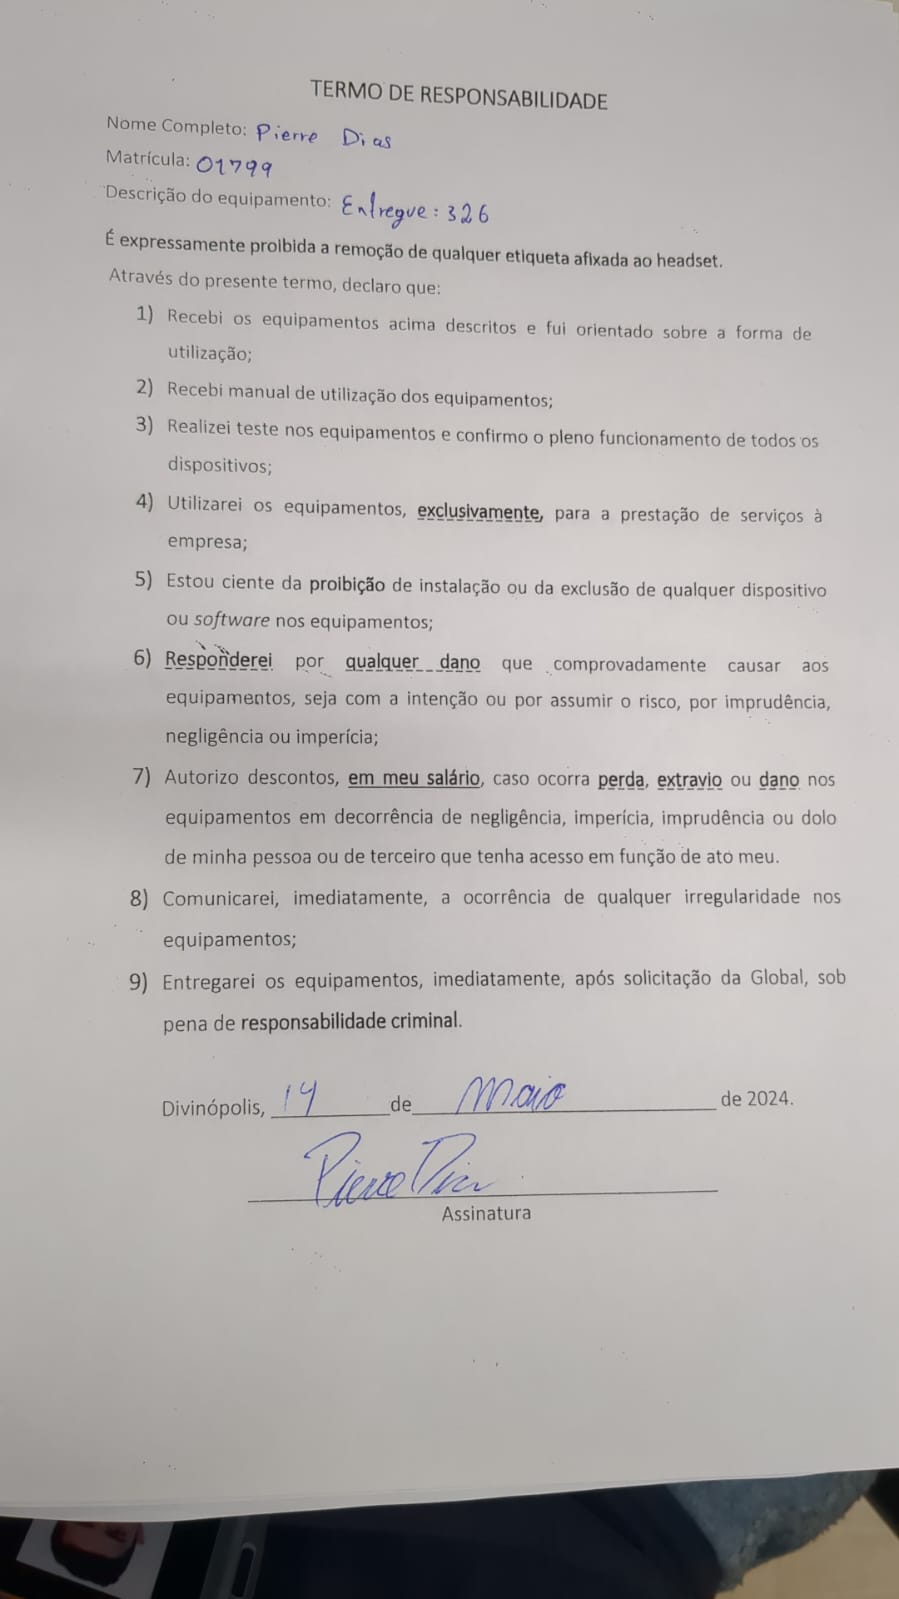 TERMO DE RESPONSABILIDADE
Nome Completo: Pierre Dias
Matrícula: 01799
Descrição do equipamento: Entregue: 326
É expressamente proibida a remoção de qualquer etiqueta afixada ao headset.
Através do presente termo, declaro que:
1) Recebi os equipamentos acima descritos e fui orientado sobre a forma de
utilização;
2) Recebi manual de utilização dos equipamentos;
3) Realizei teste nos equipamentos e confirmo o pleno funcionamento de todos os
dispositivos;
4) Utilizarei os equipamentos, exclusivamente, para a prestação de serviços à
empresa;
5) Estou ciente da proibição de instalação ou da exclusão de qualquer dispositivo
ou software nos equipamentos;
6) Responderei por qualquer dano que comprovadamente causar aos
equipamentos, seja com a intenção ou por assumir o risco, por imprudência,
negligência ou imperícia;
7) Autorizo descontos, em meu salário, caso ocorra perda, extravio ou dano nos
equipamentos em decorrência de negligência, imperícia, imprudência ou dolo
de minha pessoa ou de terceiro que tenha acesso em função de ato meu.
8) Comunicarei, imediatamente, a ocorrência de qualquer irregularidade nos
equipamentos;
9) Entregarei os equipamentos, imediatamente, após solicitação da Global, sob
pena de responsabilidade criminal.
Divinópolis, 14 de Maio de 2024.
Pierre Dias
Assinatura